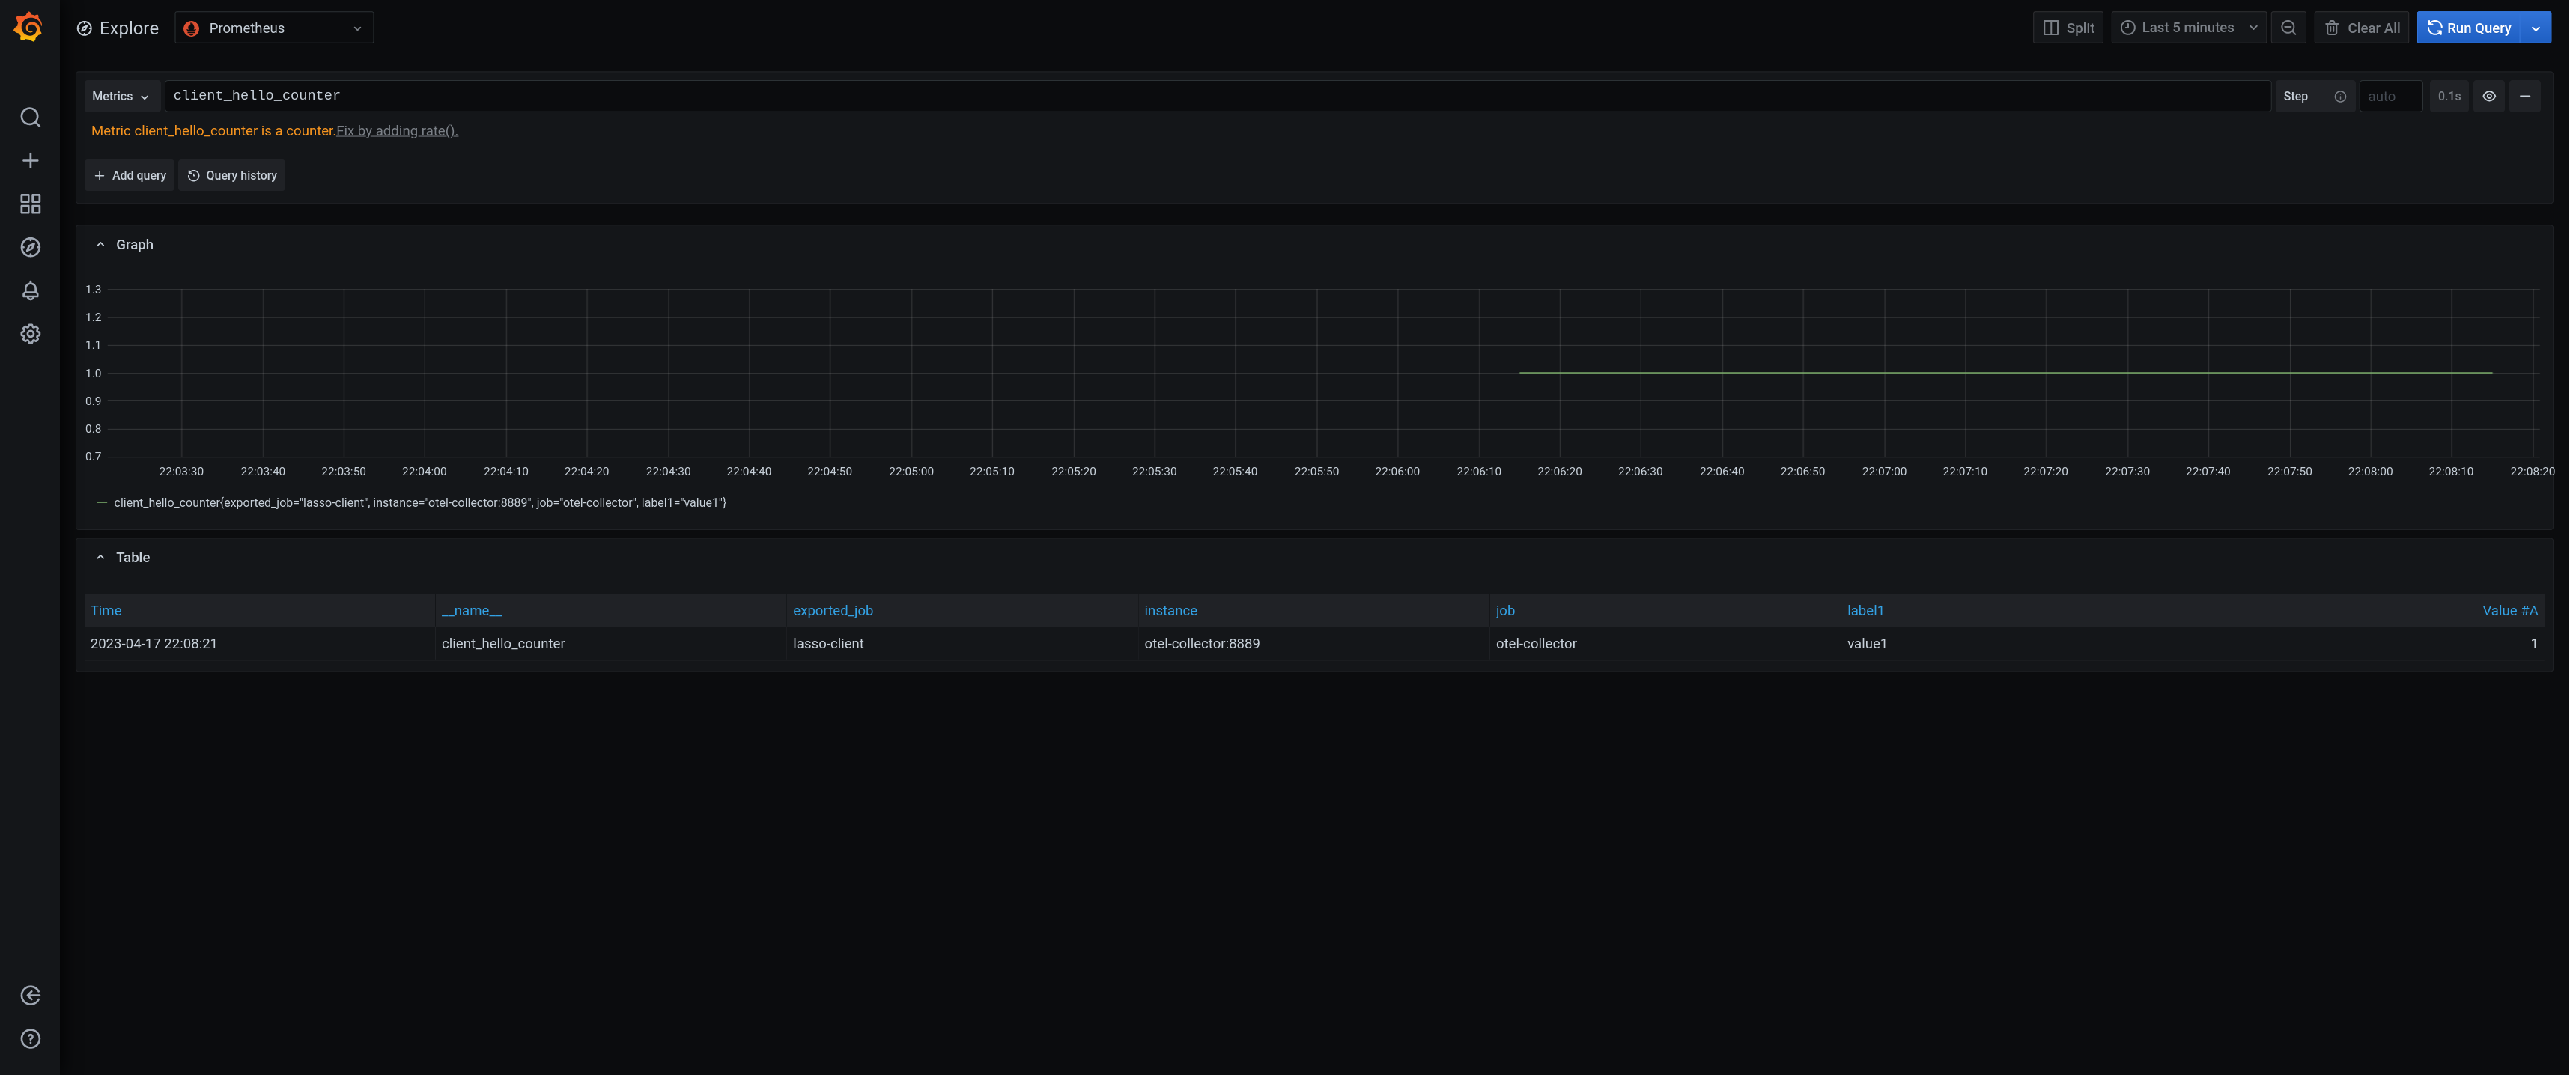 Explore Prometheus Split Last 5 minutes Clear All Run Query
Metrics client_hello_counter Step auto 0.1s
Metric client_hello_counter is a counter.Fix by adding rate().
Add query Query history
Graph
1.3
1.2
1.1
1.0
0.9
0.8
0.7
22:03:30 22:03:40 22:03:50 22:04:00 22:04:10 22:04:20 22:04:30 22:04:40 22:04:50 22:05:00 22:05:10 22:05:20 22:05:30 22:05:40 22:05:50 22:06:00 22:06:10 22:06:20 22:06:30 22:06:40 22:06:50 22:07:00 22:07:10 22:07:20 22:07:30 22:07:40 22:07:50 22:08:00 22:08:10 22:08:20
client_hello_counter{exported_job="lasso-client", instance="otel-collector:8889", job="otel-collector", label1="value1"}
Table
Time __name__ exported_job instance job label1 Value #A
2023-04-17 22:08:21 client_hello_counter lasso-client otel-collector:8889 otel-collector value1 1